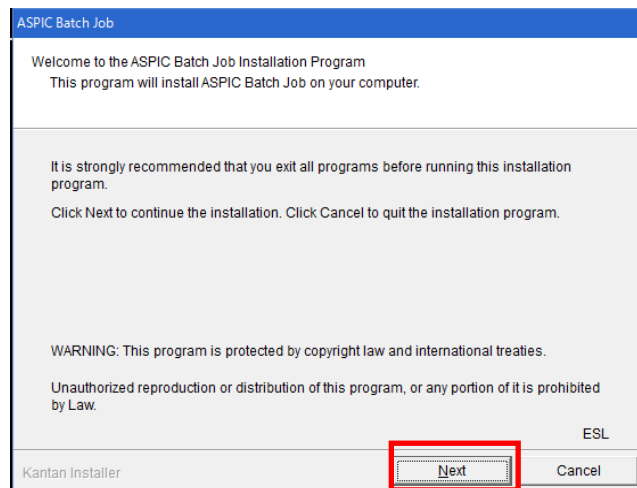 ASPIC Batch Job
Welcome to the ASPIC Batch Job Installation Program
This program will install ASPIC Batch Job on your computer.
It is strongly recommended that you exit all programs before running this installation
program.
Click Next to continue the installation. Click Cancel to quit the installation program.
WARNING: This program is protected by copyright law and international treaties.
Unauthorized reproduction or distribution of this program, or any portion of it is prohibited
by Law.
ESL
Kantan Installer
Next
Cancel